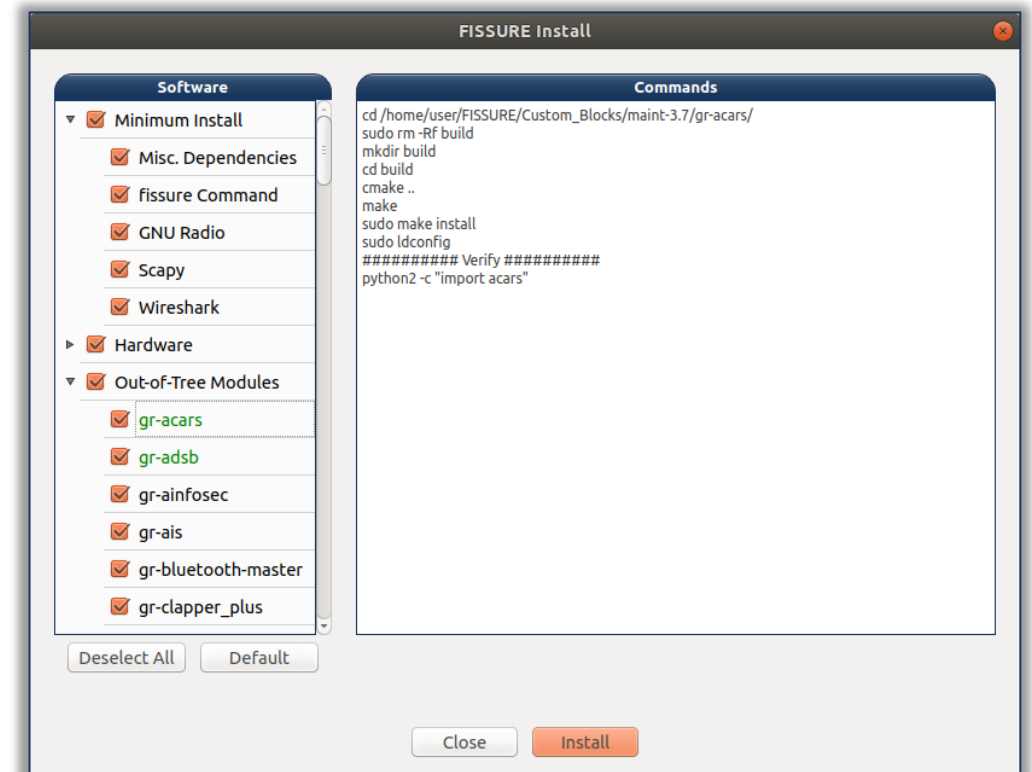 FISSURE Install
Software
Minimum Install
Misc. Dependencies
fissure Command
GNU Radio
Scapy
Wireshark
Hardware
Out-of-Tree Modules
gr-acars
gr-adsb
gr-ainfosec
gr-ais
gr-bluetooth-master
gr-clapper_plus
Deselect All
Default
Commands
cd /home/user/FISSURE/Custom_Blocks/maint-3.7/gr-acars/
sudo rm -Rf build
mkdir build
cd build
cmake ..
make
sudo make install
sudo ldconfig
########## Verify ##########
python2 -c "import acars"
Close
Install